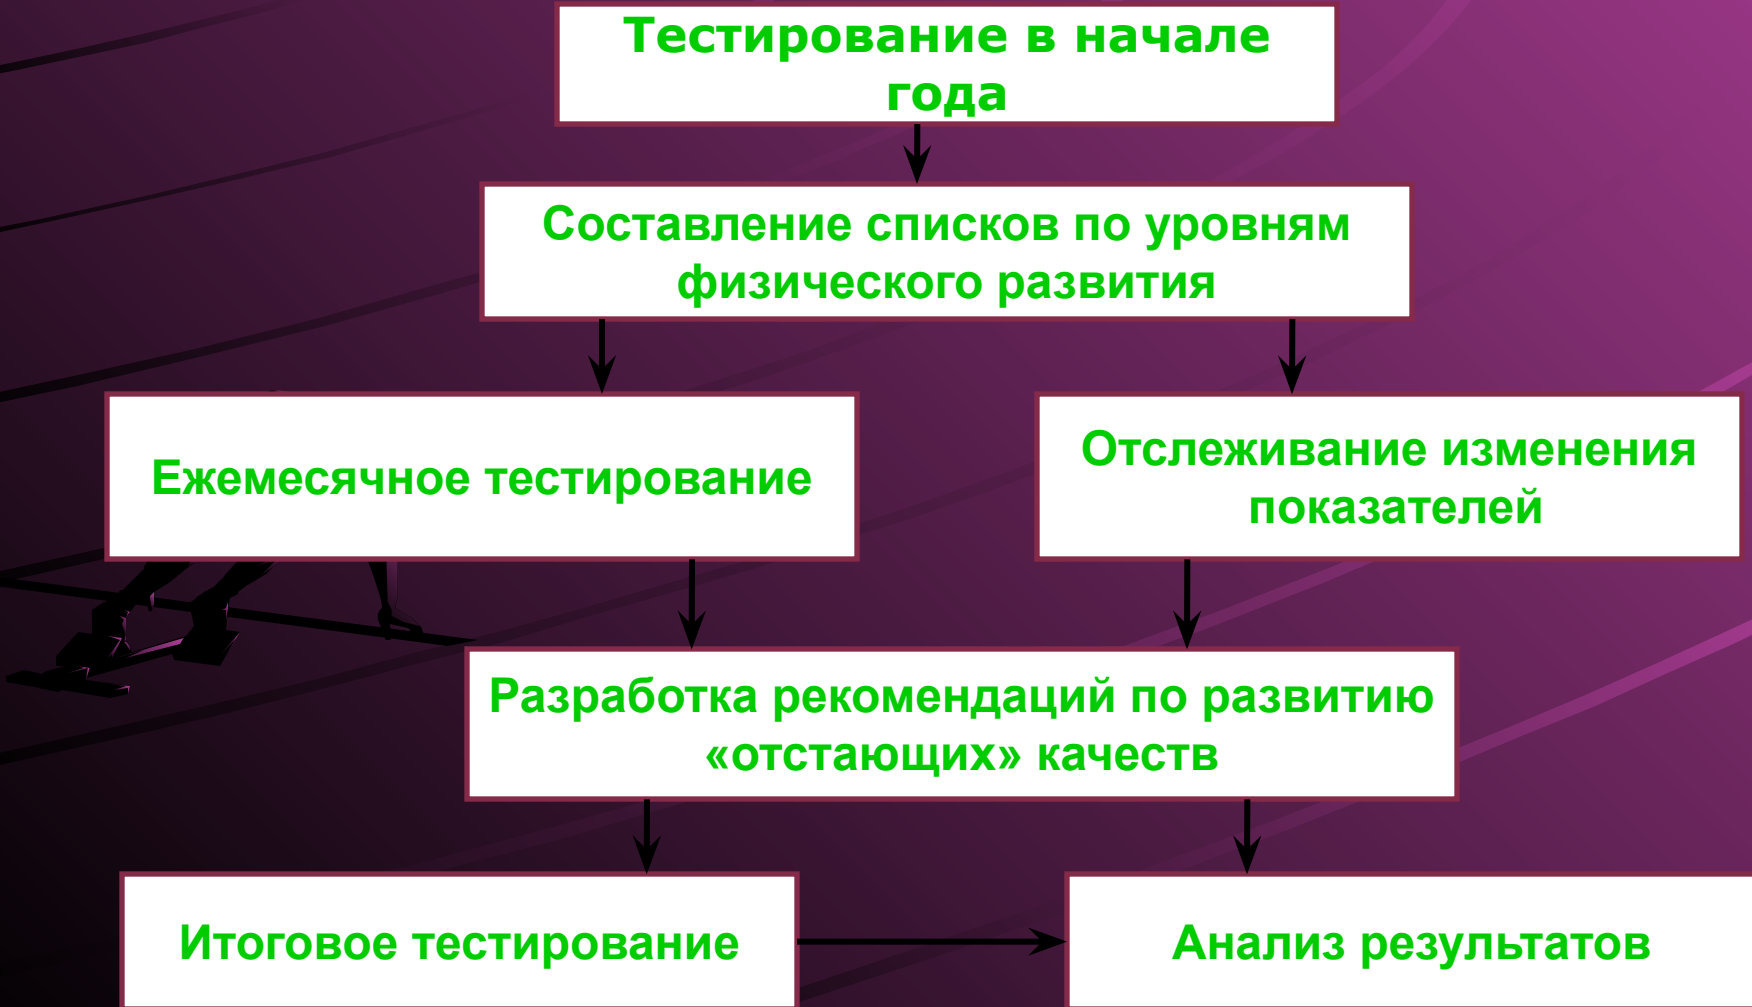 Тестирование в начале
года
Составление списков по уровням
физического развития
Ежемесячное тестирование
Отслеживание изменения
показателей
Разработка рекомендаций по развитию
«отстающих» качеств
Итоговое тестирование
Анализ результатов